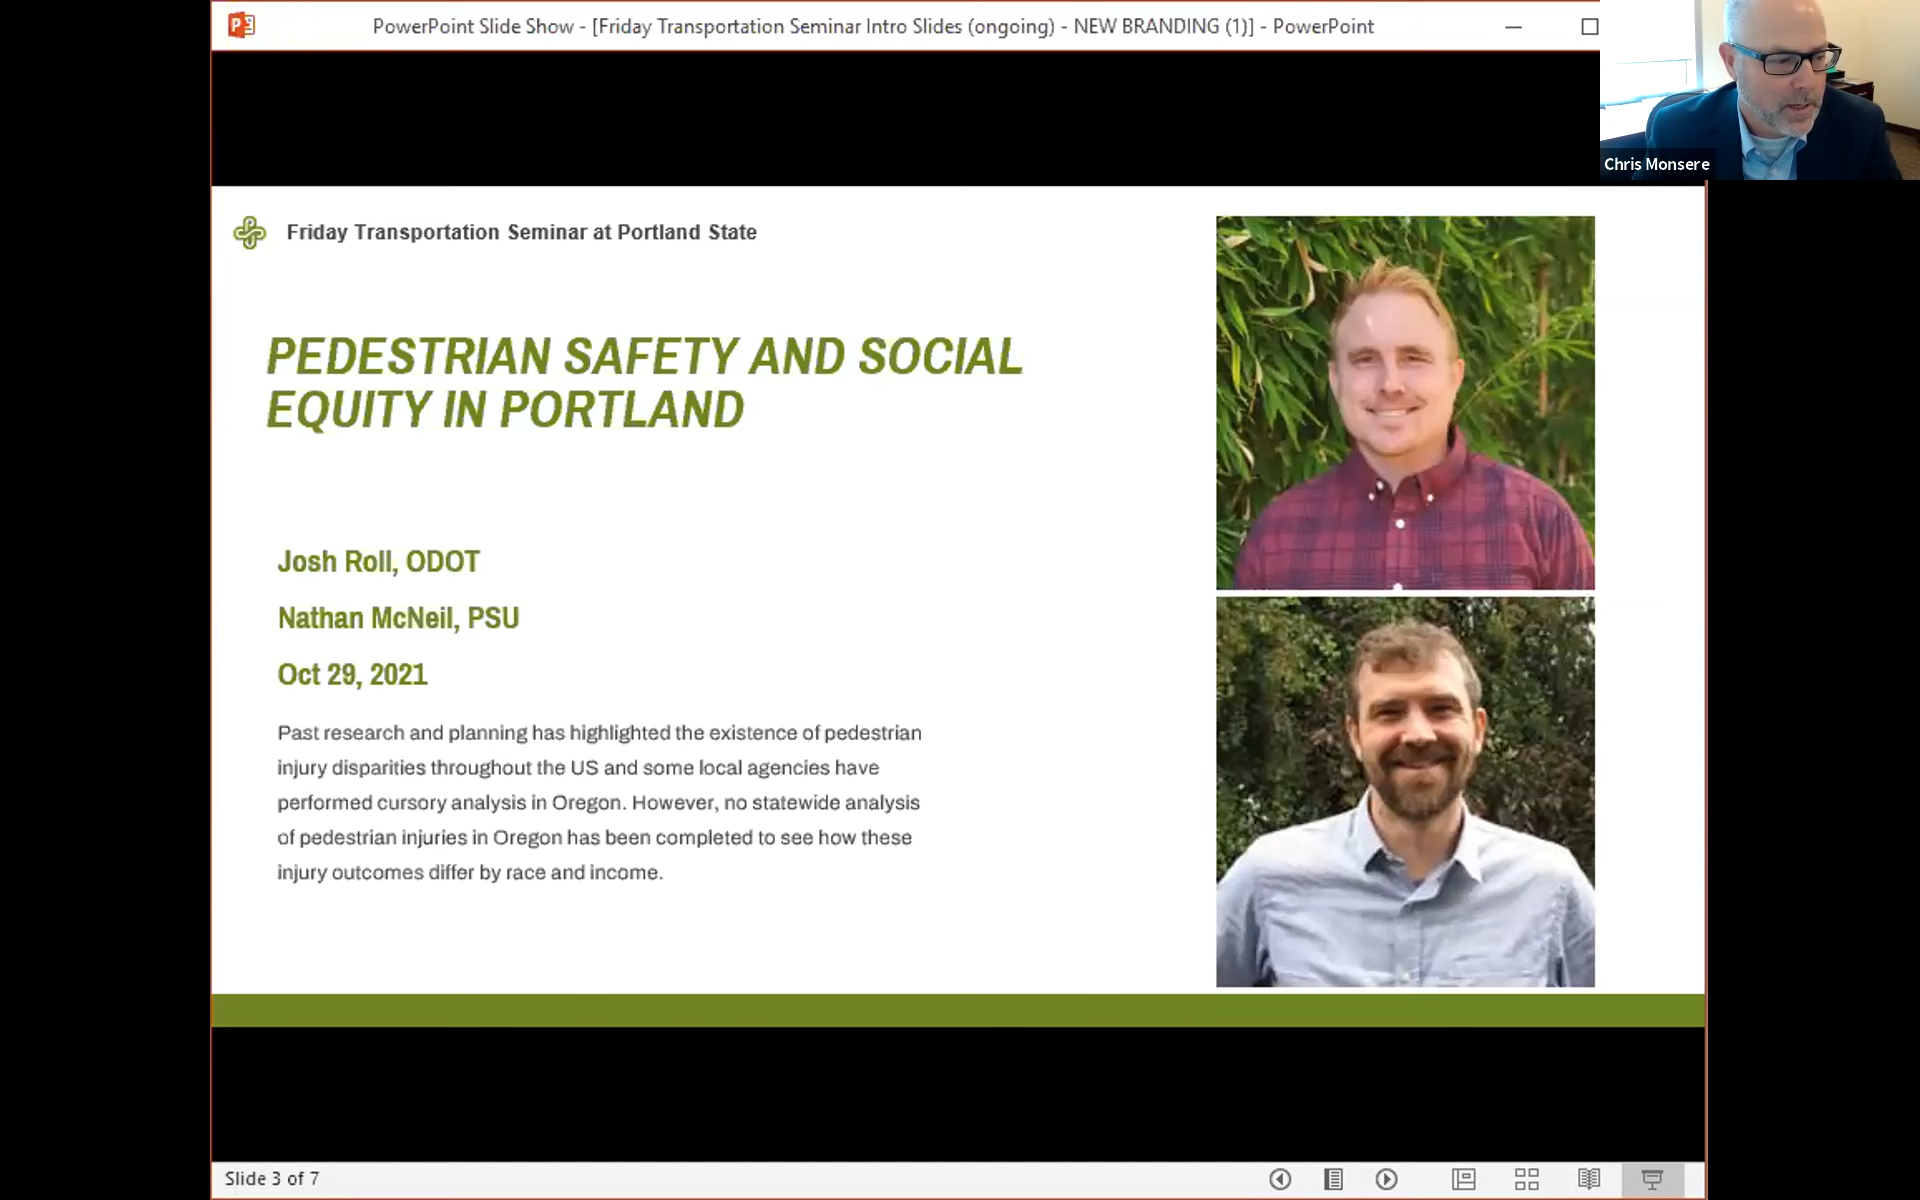 PowerPoint Slide Show - [Friday Transportation Seminar Intro Slides (ongoing) - NEW BRANDING (1)] - PowerPoint
Chris Monsere
Friday Transportation Seminar at Portland State
PEDESTRIAN SAFETY AND SOCIAL
EQUITY IN PORTLAND
Josh Roll, ODOT
Nathan McNeil, PSU
Oct 29, 2021
Past research and planning has highlighted the existence of pedestrian
injury disparities throughout the US and some local agencies have
performed cursory analysis in Oregon. However, no statewide analysis
of pedestrian injuries in Oregon has been completed to see how these
injury outcomes differ by race and income.
Slide 3 of 7